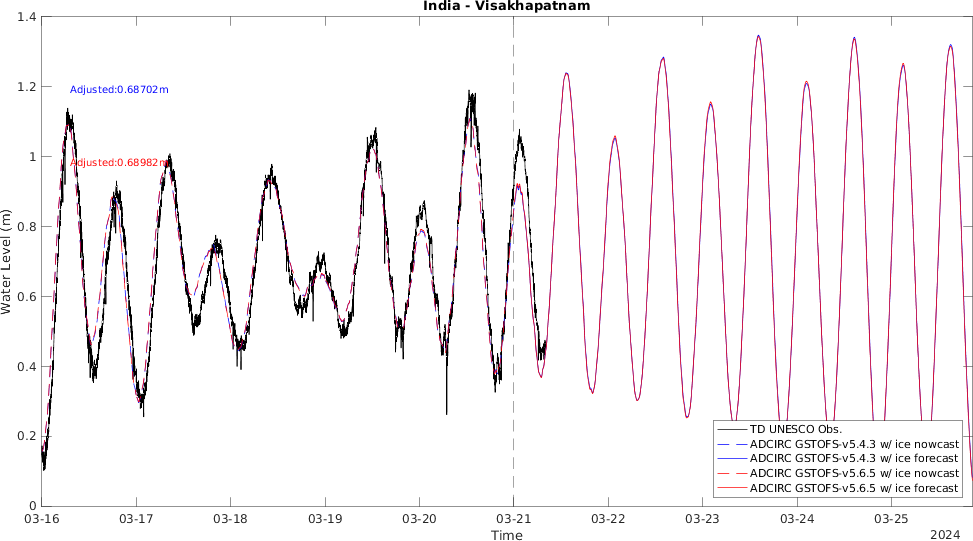 India - Visakhapatnam
1.4
1.2
1
0.8
0.6
0.4
0.2
0
Water Level (m)
Adjusted:0.68702m
Adjusted:0.68982m
TD UNESCO Obs.
ADCIRC GSTOFS-v5.4.3 w/ ice nowcast
ADCIRC GSTOFS-v5.4.3 w/ ice forecast
ADCIRC GSTOFS-v5.6.5 w/ ice nowcast
ADCIRC GSTOFS-v5.6.5 w/ ice forecast
03-16 03-17 03-18 03-19 03-20 03-21 03-22 03-23 03-24 03-25
Time
2024